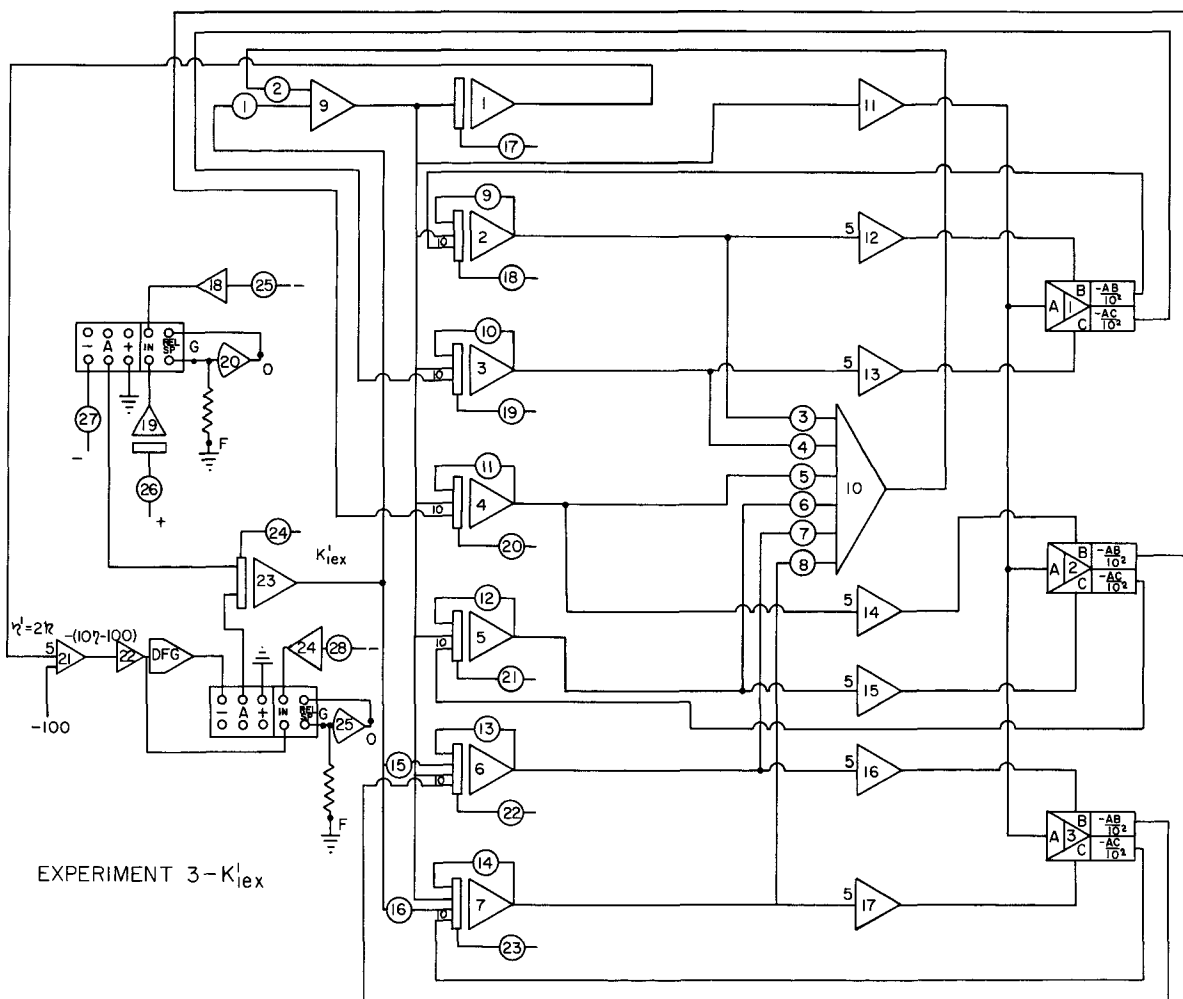 2 9 1 11
1 17
9 10 2 5 12
18
A 1 B C -AB/10² -AC/10²
18 25 --
- A + IN REL SP G 20 O
10 3 5 13
19
27 - 19 F
26 +
3
4
5
6
7
8
10
11 10 4
20
24
K'1ex
23
A 2 B C -AB/10² -AC/10²
5 14
12 10 5
21
η'=2η -(10η-100)
5 21 22 DFG 24 28 -
-100
- A + IN REL SP G 25 O
F
5 15
13 15 10 6 5 16
22
A 3 B C -AB/10² -AC/10²
14 16 10 7 5 17
23
EXPERIMENT 3-K'1ex